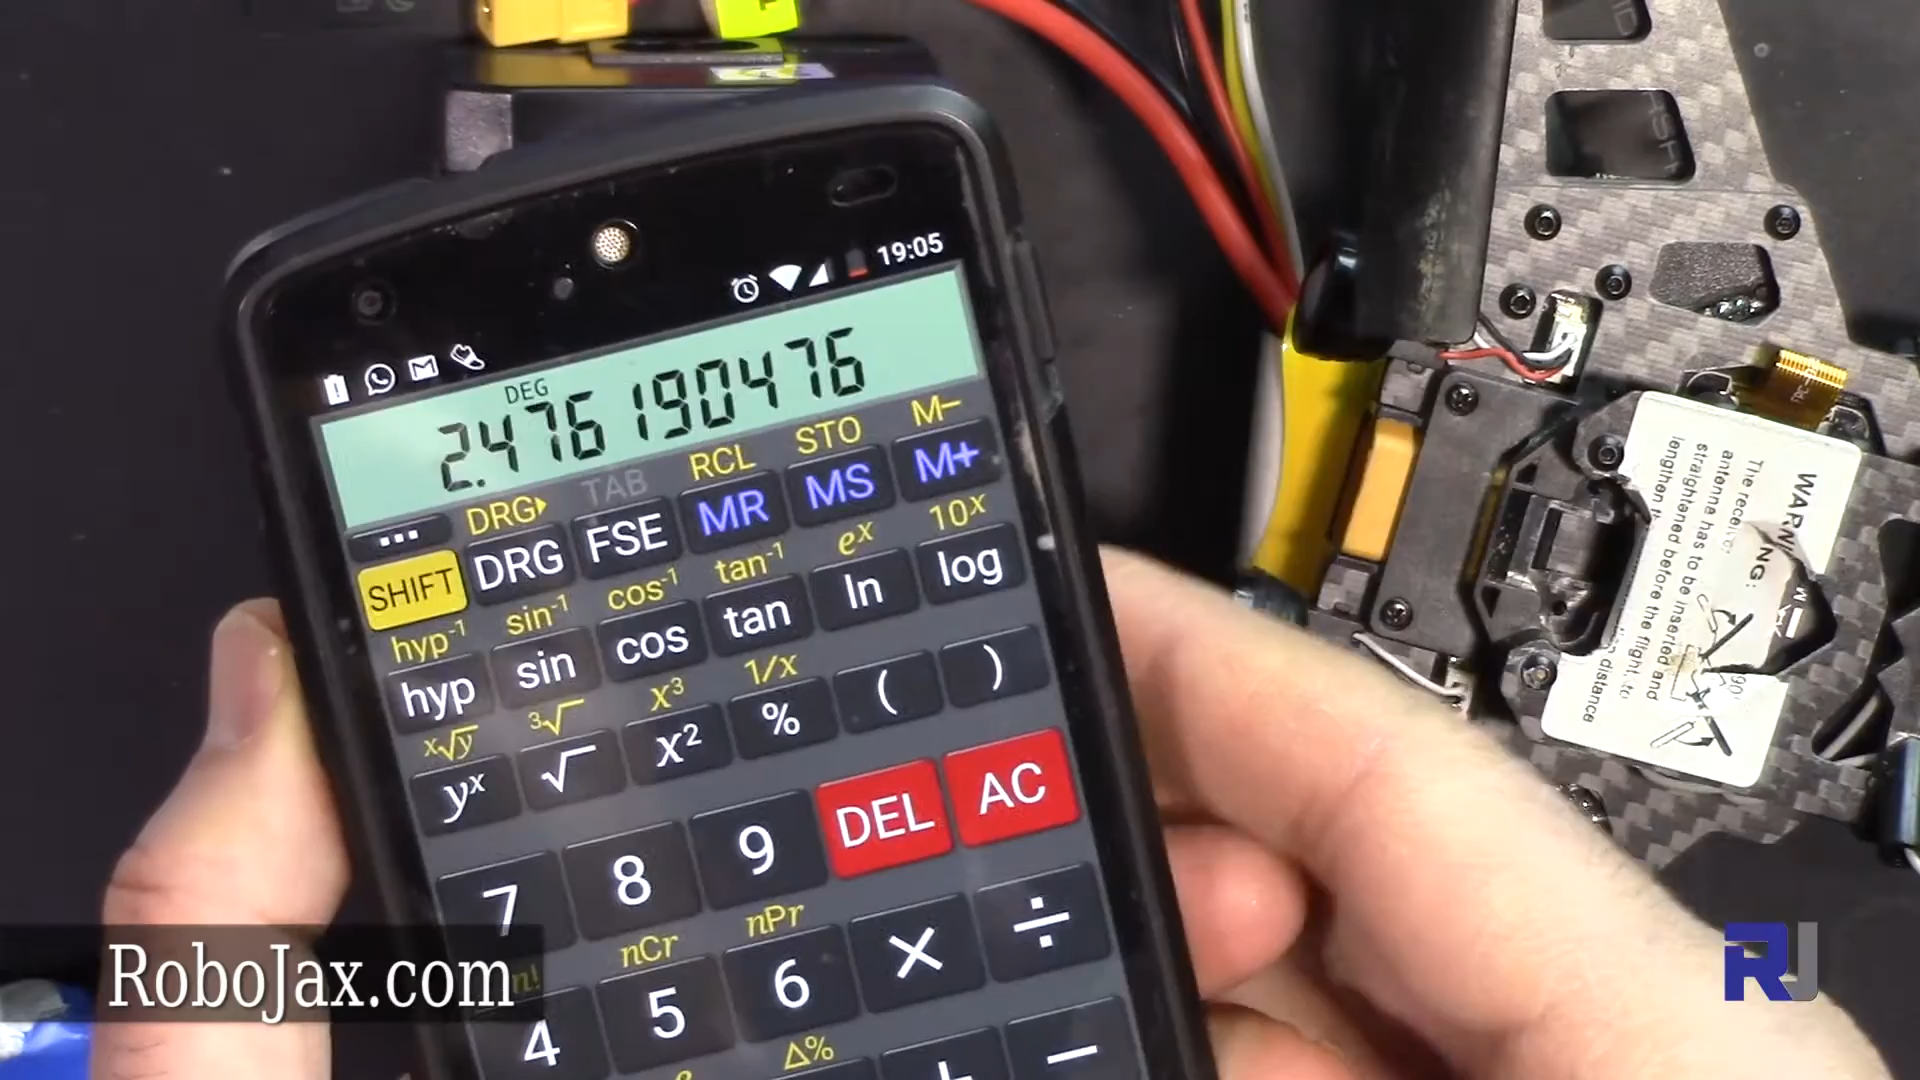 19:05
DEG
2.476190476
DRG▸ TAB RCL STO M−
... DRG FSE MR MS M+
SHIFT
sin⁻¹ cos⁻¹ tan⁻¹ eˣ 10ˣ
hyp⁻¹
hyp sin cos tan ln log
ˣ√y ³√ x³ 1/x
yˣ √ x² % ( )
7 8 9 DEL AC
n! nCr nPr
4 5 6 × ÷
Δ%
+ −
WARNING:
The receiver
antenna has to be inserted and
straightened before the flight, to
lengthen
distance
RoboJax.com
RJ